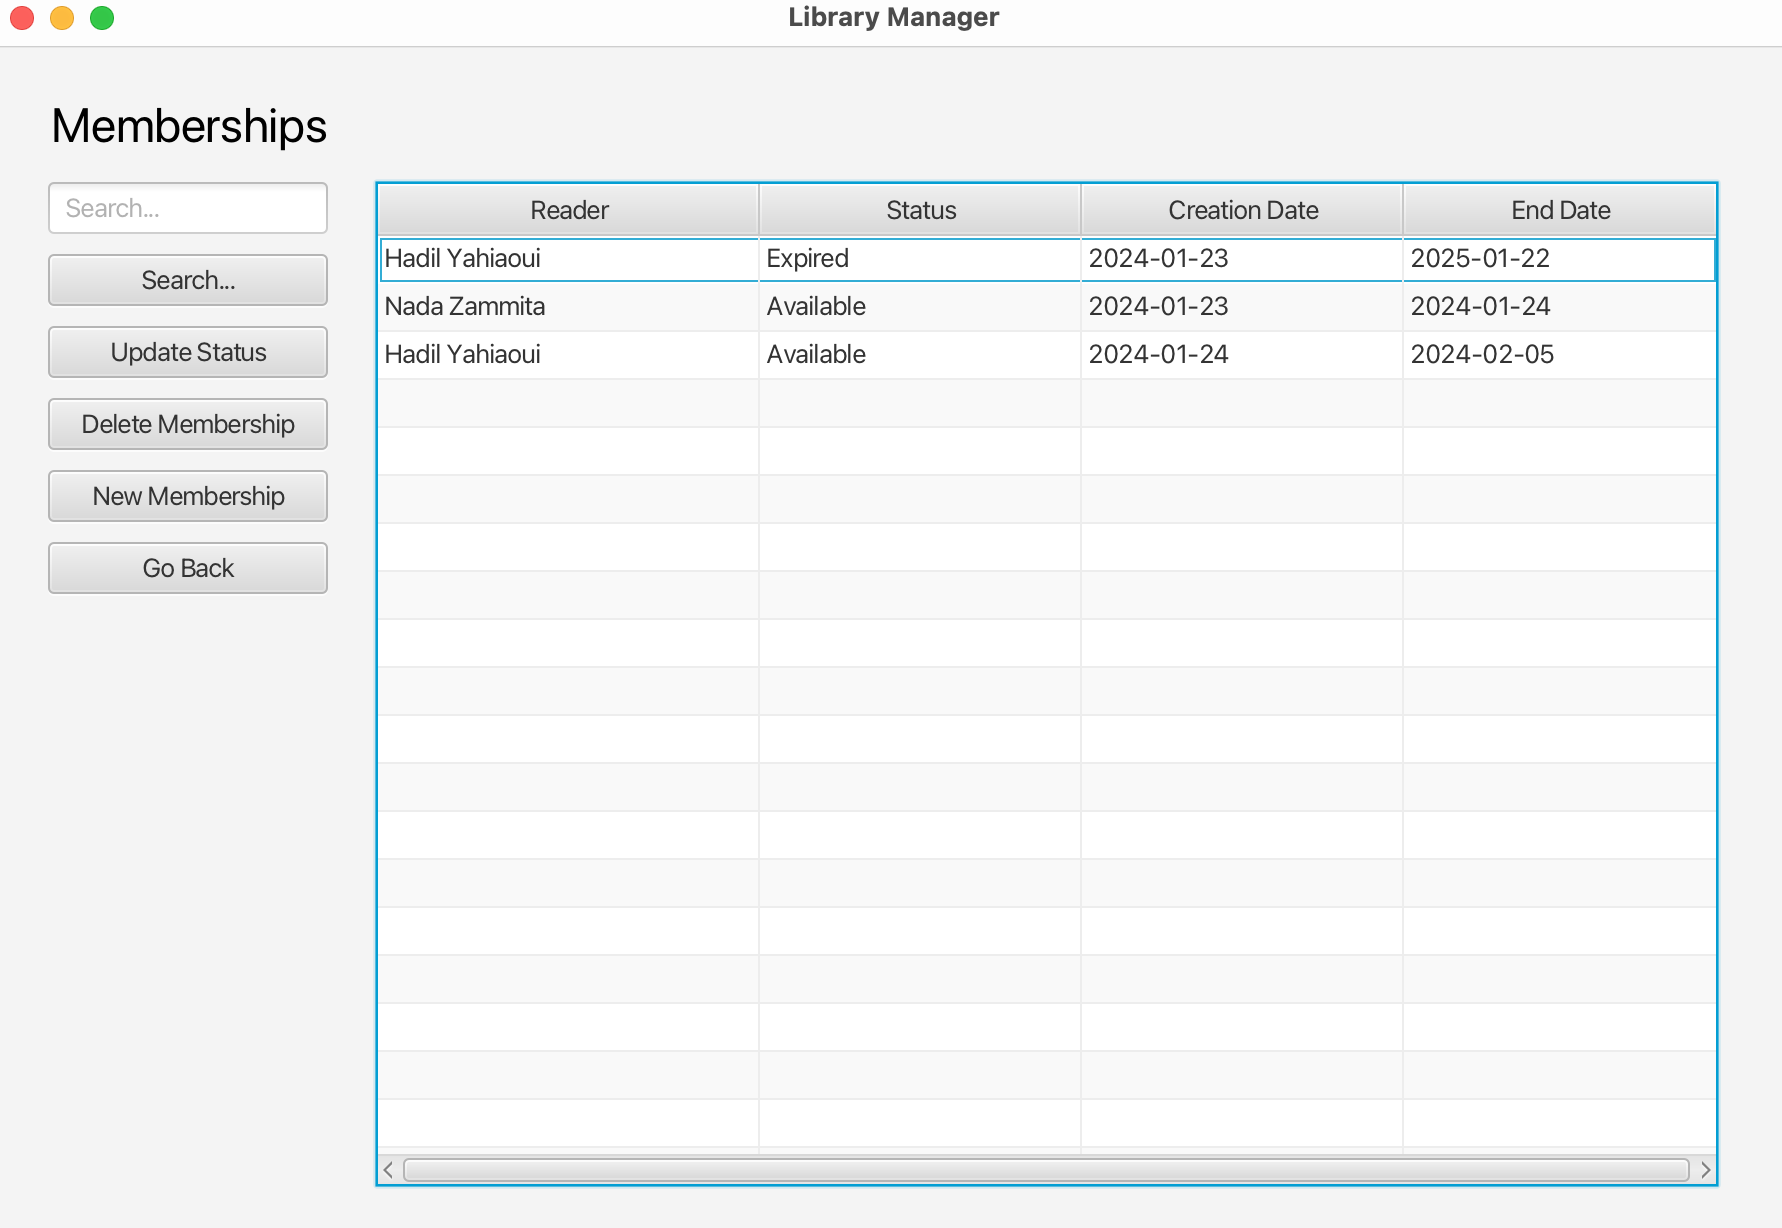 Library Manager
Memberships
Search...
Search...
Update Status
Delete Membership
New Membership
Go Back
Reader Status Creation Date End Date
Hadil Yahiaoui Expired 2024-01-23 2025-01-22
Nada Zammita Available 2024-01-23 2024-01-24
Hadil Yahiaoui Available 2024-01-24 2024-02-05